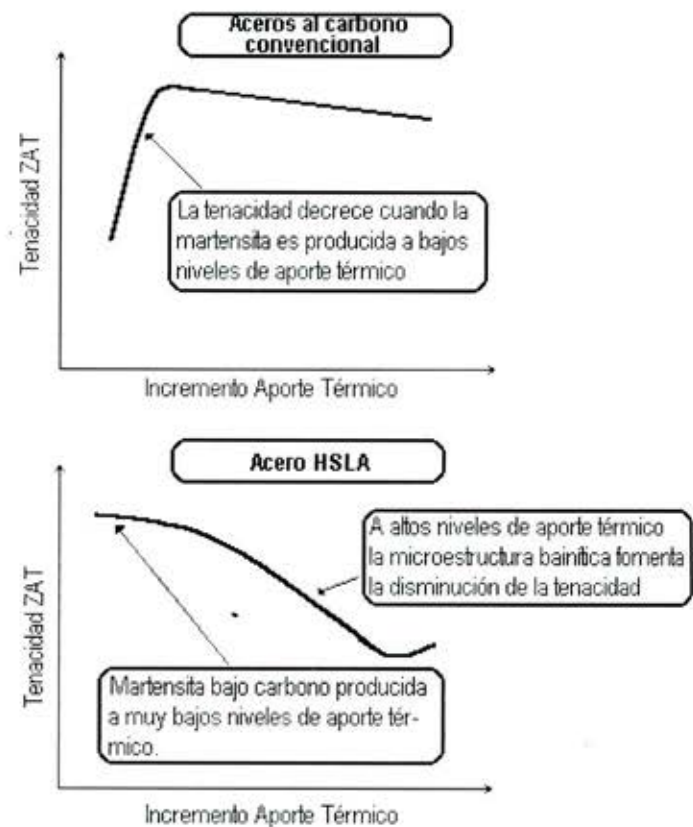 Aceros al carbono
convencional
Tenacidad ZAT
La tenacidad decrece cuando la
martensita es producida a bajos
niveles de aporte térmico
Incremento Aporte Térmico
Acero HSLA
Tenacidad ZAT
A altos niveles de aporte térmico
la microestructura bainítica fomenta
la disminución de la tenacidad
Martensita bajo carbono producida
a muy bajos niveles de aporte tér-
mico.
Incremento Aporte Térmico